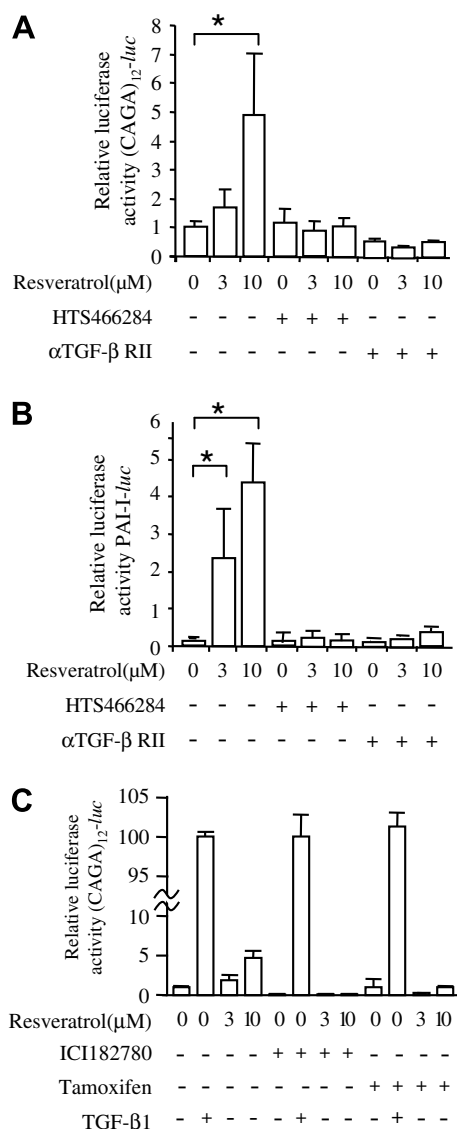 A
Relative luciferase
activity (CAGA)12-luc
8
7
6
5
4
3
2
1
0
*
Resveratrol(μM) 0 3 10 0 3 10 0 3 10
HTS466284 - - - + + + - - -
αTGF-β RII - - - - - - + + +
B
Relative luciferase
activity PAI-I-luc
6
5
4
3
2
1
0
*
*
Resveratrol(μM) 0 3 10 0 3 10 0 3 10
HTS466284 - - - + + + - - -
αTGF-β RII - - - - - - + + +
C
Relative luciferase
activity (CAGA)12-luc
105
100
95
10
5
0
Resveratrol(μM) 0 0 3 10 0 0 3 10 0 0 3 10
ICI182780 - - - - + + + + - - - -
Tamoxifen - - - - - - - - + + + +
TGF-β1 - + - - - + - - - + - -